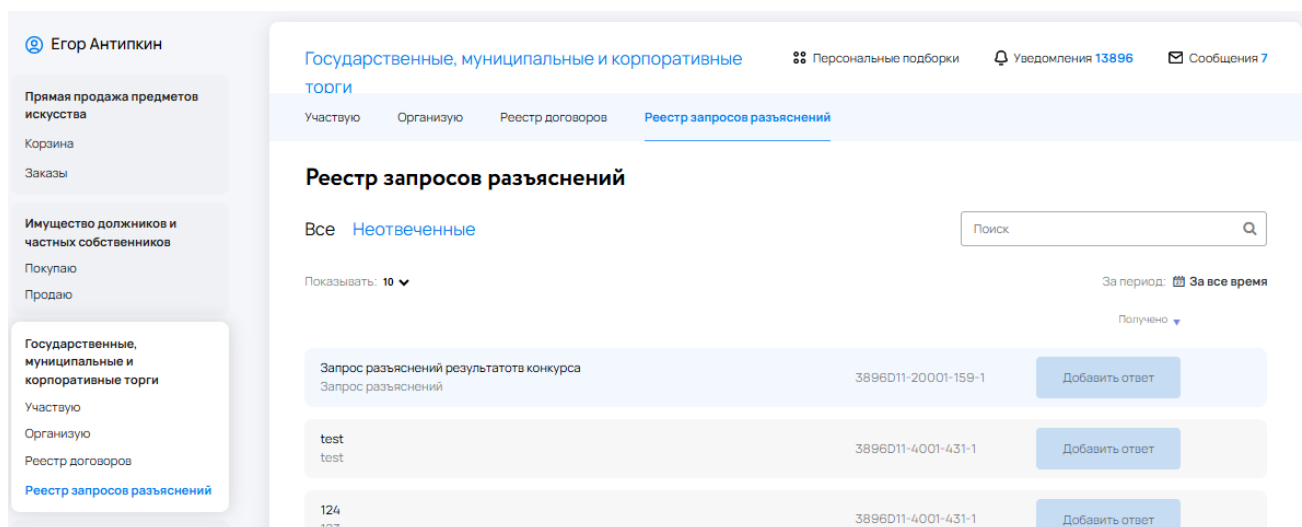 Егор Антипкин
Прямая продажа предметов
искусства
Корзина
Заказы
Имущество должников и
частных собственников
Покупаю
Продаю
Государственные,
муниципальные и
корпоративные торги
Участвую
Организую
Реестр договоров
Реестр запросов разъяснений
Государственные, муниципальные и корпоративные
торги
Персональные подборки
Уведомления 13896
Сообщения 7
Участвую Организую Реестр договоров Реестр запросов разъяснений
Реестр запросов разъяснений
Все Неотвеченные
Поиск
Показывать: 10
За период: За все время
Получено
Запрос разъяснений результатотв конкурса
Запрос разъяснений
3896D11-20001-159-1
Добавить ответ
test
test
3896D11-4001-431-1
Добавить ответ
124
3896D11-4001-431-1
Добавить ответ